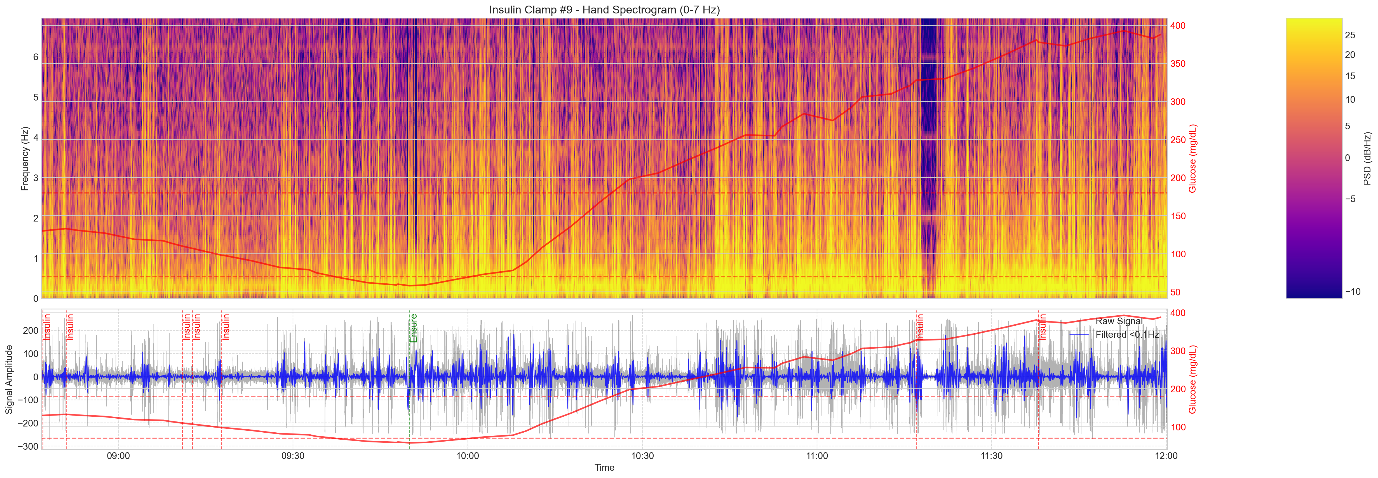 Insulin Clamp #9 - Hand Spectrogram (0-7 Hz)
Frequency (Hz)
6
5
4
3
2
1
0
400
350
300
250
200
150
100
50
Glucose (mg/dL)
25
20
15
10
5
0
−5
−10
PSD (dB/Hz)
Signal Amplitude
200
100
0
−100
−200
−300
Insulin
Insulin
Insulin
Insulin
Insulin
Ensure
Insulin
Insulin
Raw Signal
Filtered <0.1Hz
400
300
200
100
Glucose (mg/dL)
09:00
09:30
10:00
10:30
11:00
11:30
12:00
Time